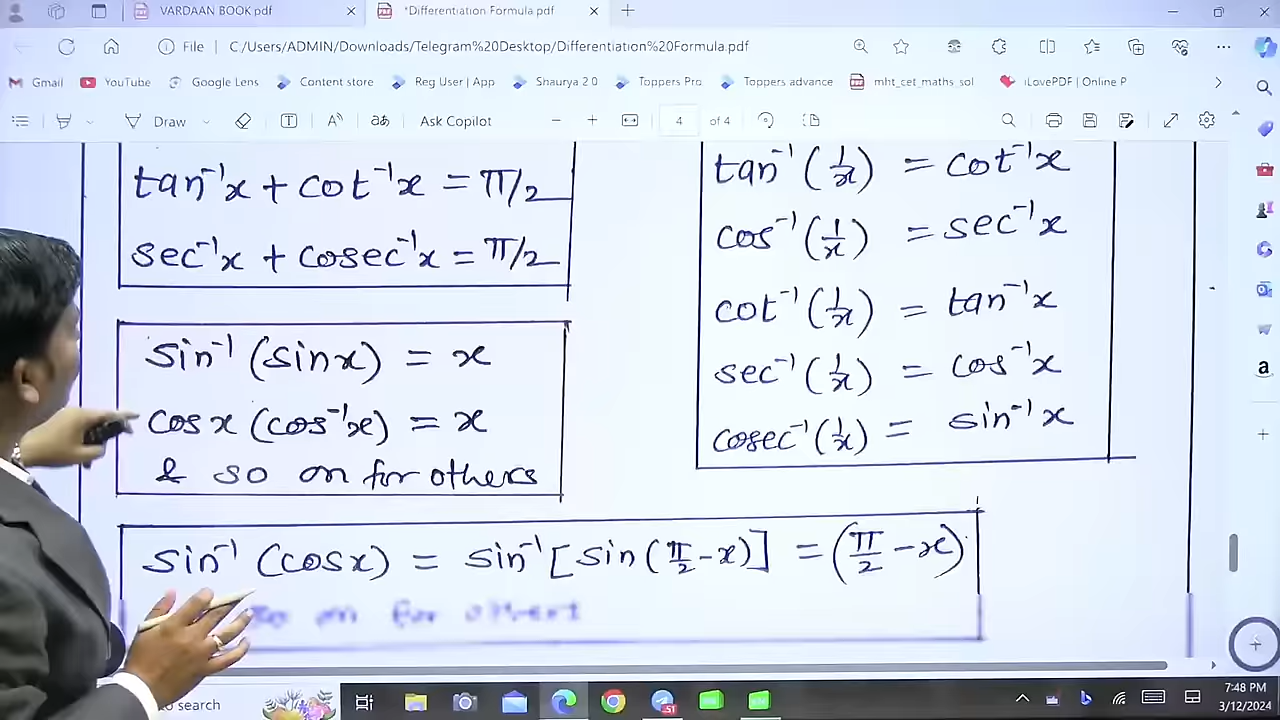 VARDAAN BOOK.pdf
*Differentiation Formula.pdf
File
C:/Users/ADMIN/Downloads/Telegram%20Desktop/Differentiation%20Formula.pdf
Gmail YouTube Google Lens Content store Reg User | App Shaurya 2.0 Toppers Pro Toppers advance mht_cet_maths_sol iLovePDF | Online P
Draw Ask Copilot 4 of 4
tan⁻¹x + cot⁻¹x = π/2
sec⁻¹x + cosec⁻¹x = π/2
sin⁻¹ (sinx) = x
cosx (cos⁻¹x) = x
& so on for others
tan⁻¹ (1/x) = cot⁻¹x
cos⁻¹ (1/x) = sec⁻¹x
cot⁻¹ (1/x) = tan⁻¹x
sec⁻¹ (1/x) = cos⁻¹x
cosec⁻¹ (1/x) = sin⁻¹x
sin⁻¹ (cosx) = sin⁻¹ [sin (π/2 - x)] = (π/2 - x)
on for
search
7:48 PM
3/12/2024